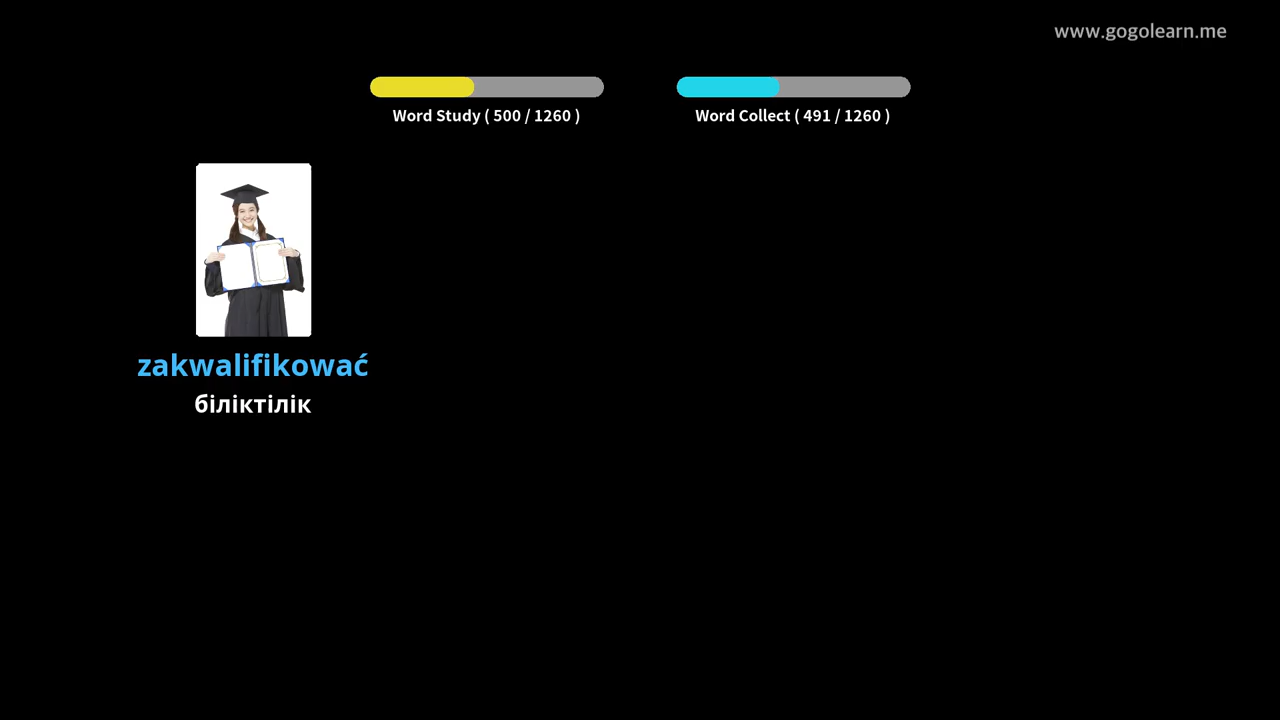 www.gogolearn.me
Word Study ( 500 / 1260 )
Word Collect ( 491 / 1260 )
zakwalifikować
біліктілік